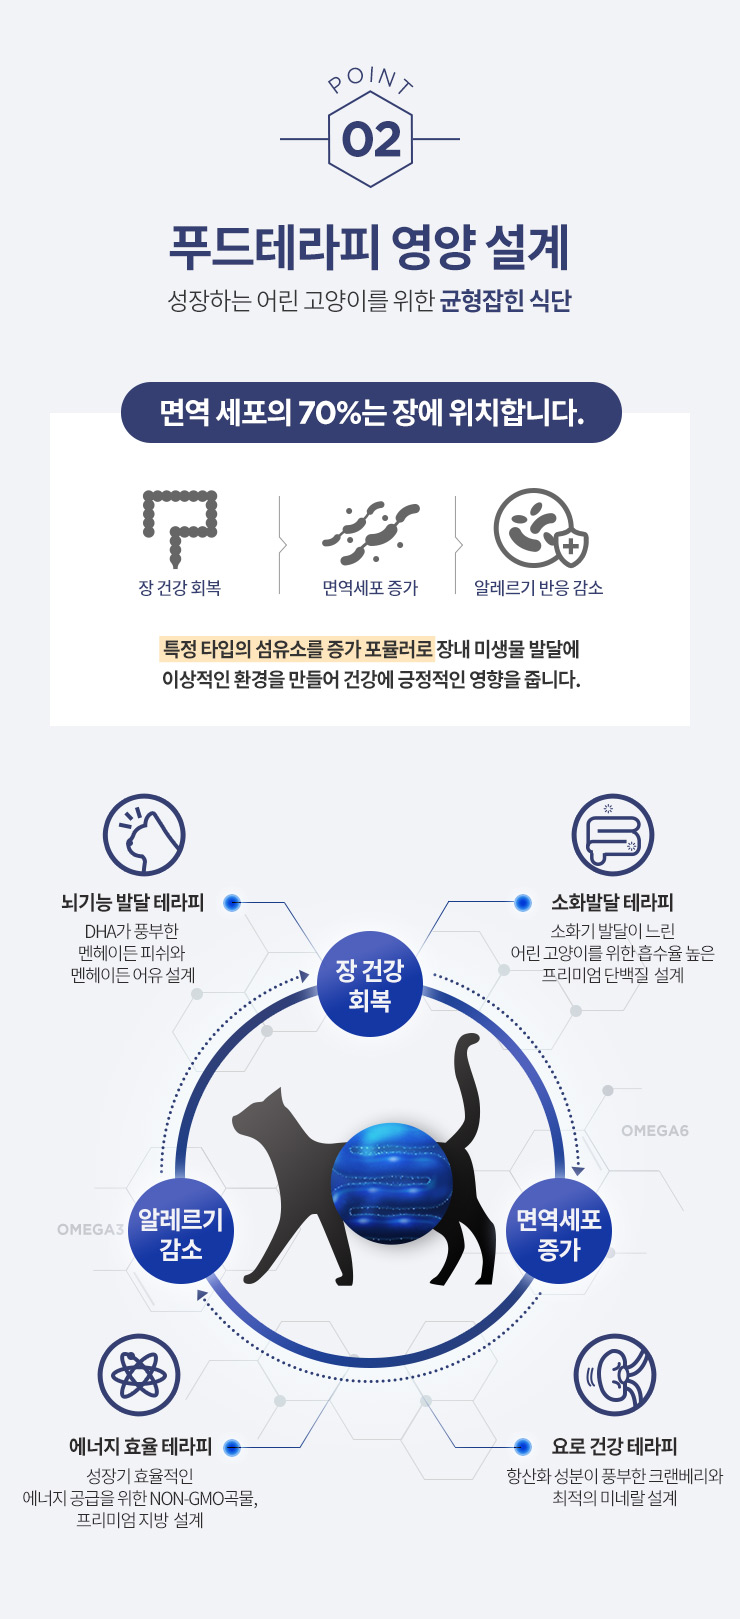 POINT
02
푸드테라피 영양 설계
성장하는 어린 고양이를 위한 균형잡힌 식단
면역 세포의 70%는 장에 위치합니다.
장 건강 회복
면역세포 증가
알레르기 반응 감소
특정 타입의 섬유소를 증가 포뮬러로 장내 미생물 발달에
이상적인 환경을 만들어 건강에 긍정적인 영향을 줍니다.
뇌기능 발달 테라피
DHA가 풍부한
멘헤이든 피쉬와
멘헤이든 어유 설계
소화발달 테라피
소화기 발달이 느린
어린 고양이를 위한 흡수율 높은
프리미엄 단백질 설계
장 건강
회복
OMEGA6
OMEGA3
알레르기
감소
면역세포
증가
에너지 효율 테라피
성장기 효율적인
에너지 공급을 위한 NON-GMO곡물,
프리미엄 지방 설계
요로 건강 테라피
항산화 성분이 풍부한 크랜베리와
최적의 미네랄 설계